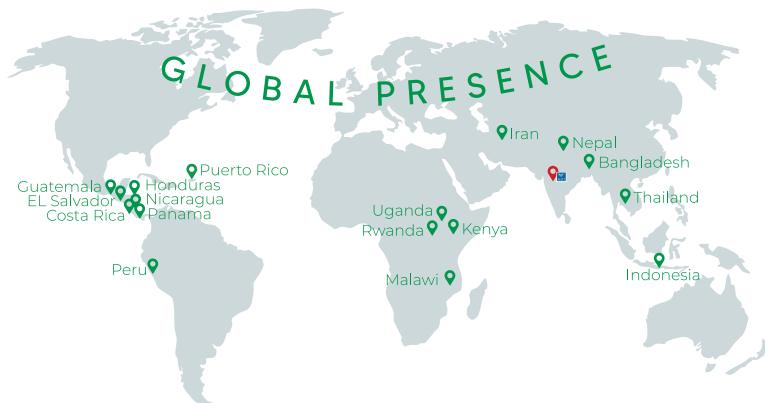 GLOBAL PRESENCE
Iran
Nepal
Bangladesh
Puerto Rico
Guatemala
Honduras
EL Salvador
Nicaragua
Costa Rica
Panama
Thailand
Uganda
Rwanda
Kenya
Peru
Malawi
Indonesia